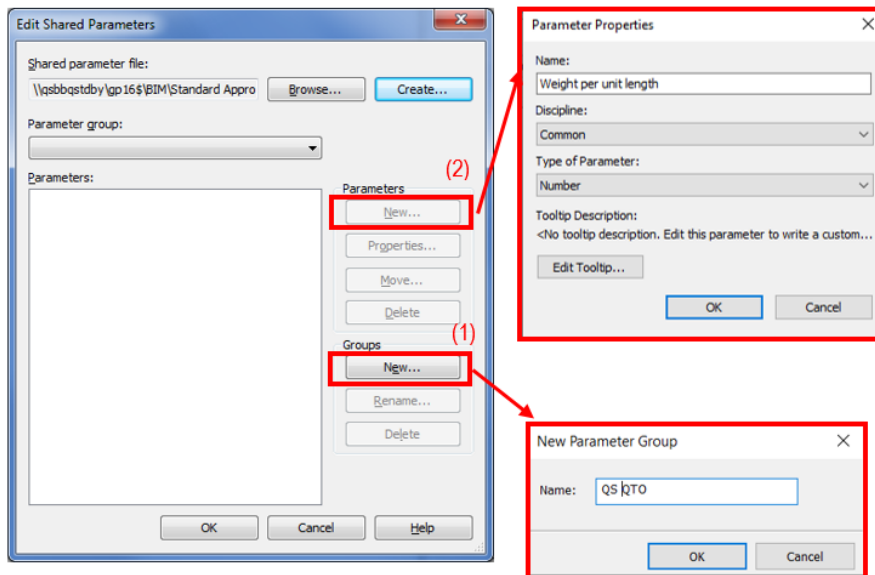 Edit Shared Parameters
Shared parameter file:
\\qsbbqstdby\gp16$\BIM\Standard Appro
Browse...
Create...
Parameter group:
Parameters:
(2)
Parameters
New...
Properties...
Move...
Delete
(1)
Groups
New...
Rename...
Delete
OK
Cancel
Help
Parameter Properties
Name:
Weight per unit length
Discipline:
Common
Type of Parameter:
Number
Tooltip Description:
<No tooltip description. Edit this parameter to write a custom...
Edit Tooltip...
OK
Cancel
New Parameter Group
Name:
QS QTO
OK
Cancel